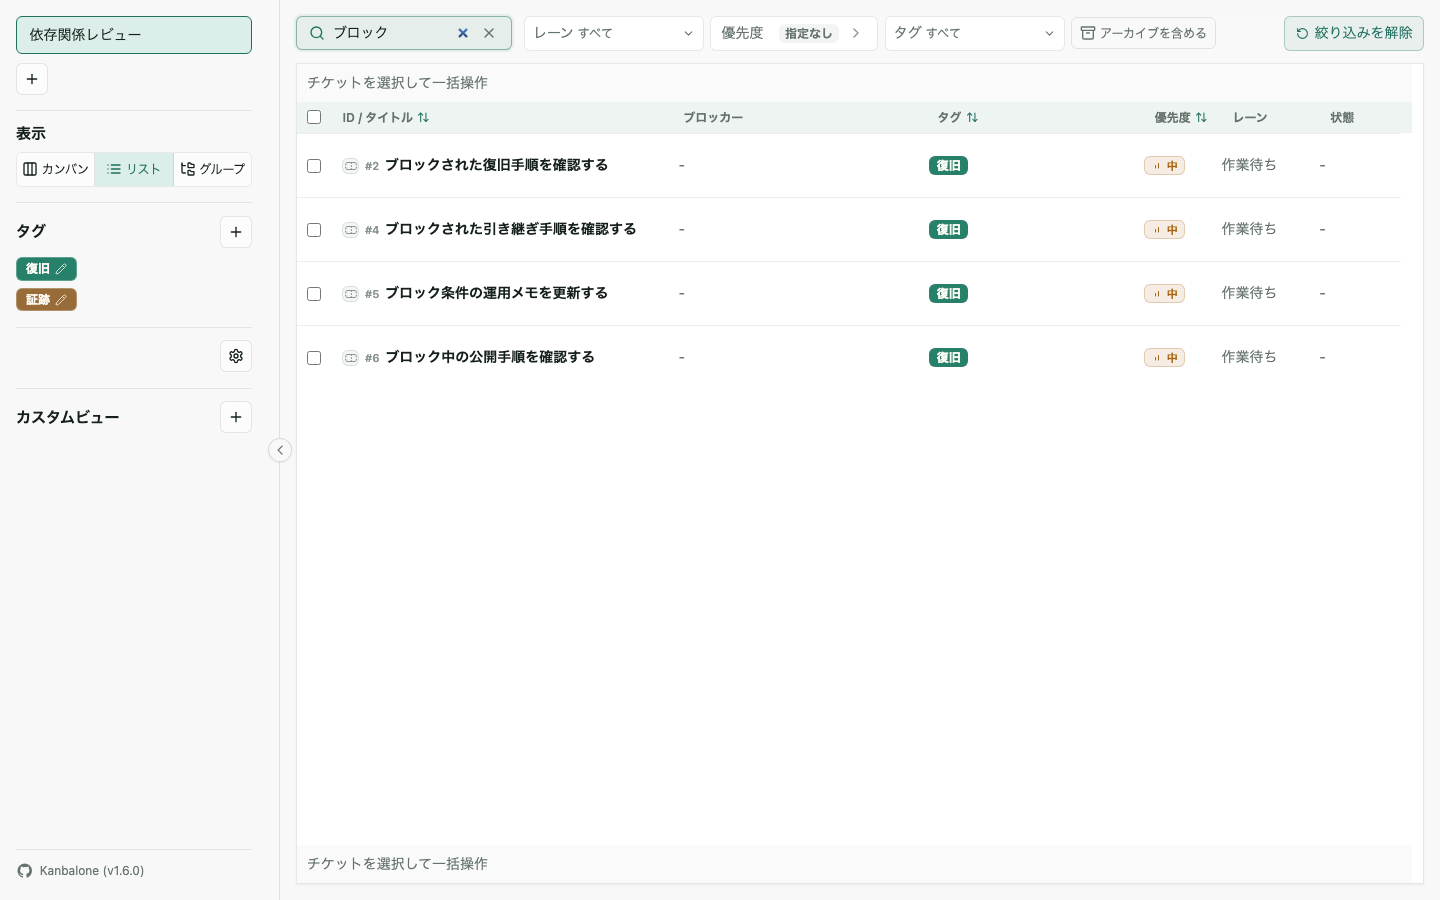 依存関係レビュー
表示
カンバン
リスト
グループ
タグ
復旧
証跡
カスタムビュー
Kanbalone (v1.6.0)
ブロック
レーン すべて
優先度 指定なし
タグ すべて
アーカイブを含める
絞り込みを解除
チケットを選択して一括操作
ID / タイトル ブロッカー タグ 優先度 レーン 状態
#2 ブロックされた復旧手順を確認する - 復旧 中 作業待ち -
#4 ブロックされた引き継ぎ手順を確認する - 復旧 中 作業待ち -
#5 ブロック条件の運用メモを更新する - 復旧 中 作業待ち -
#6 ブロック中の公開手順を確認する - 復旧 中 作業待ち -
チケットを選択して一括操作